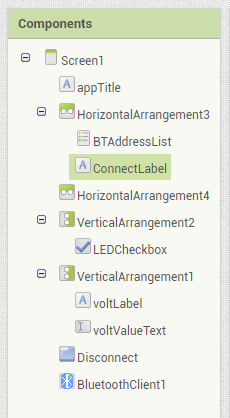 Components
Screen1
A appTitle
HorizontalArrangement3
BTAddressList
A ConnectLabel
HorizontalArrangement4
VerticalArrangement2
LEDCheckbox
VerticalArrangement1
A voltLabel
voltValueText
Disconnect
BluetoothClient1